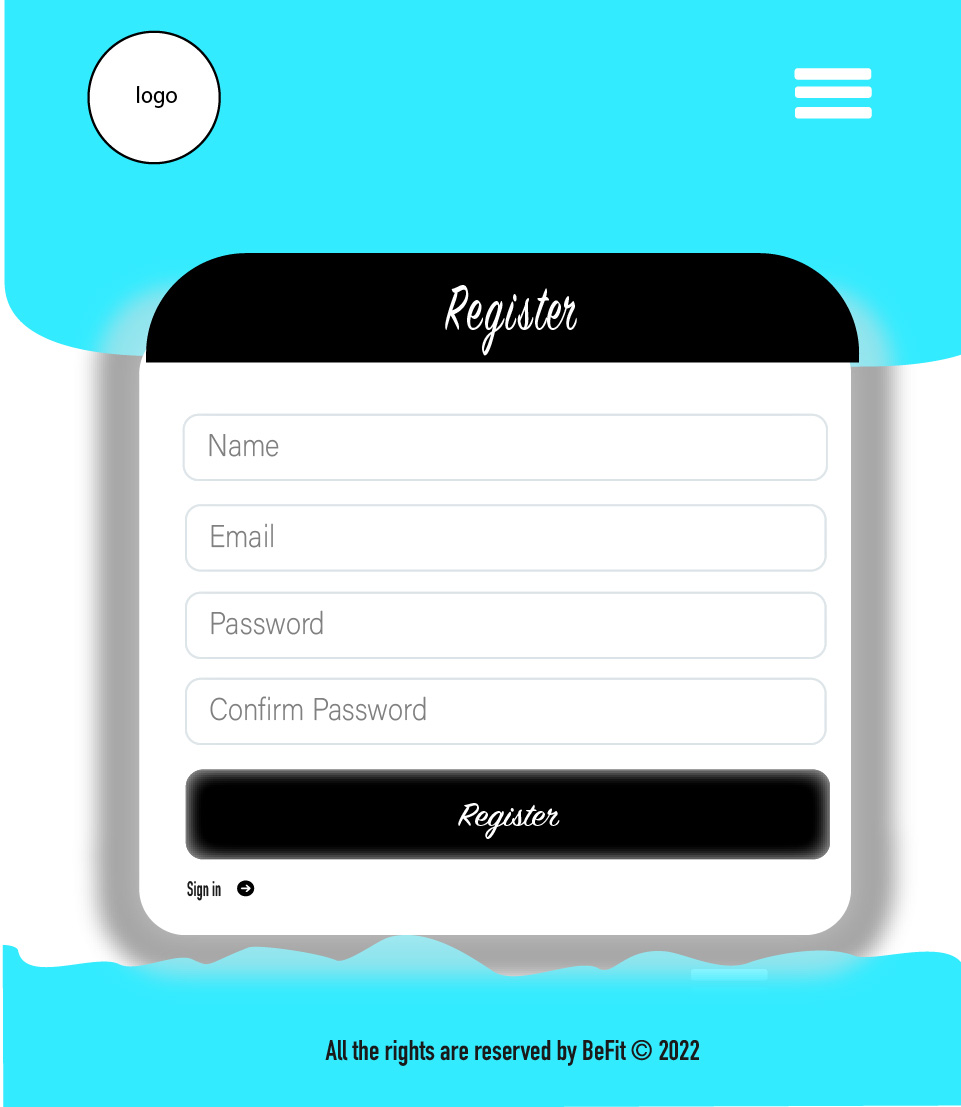 logo
Register
Name
Email
Password
Confirm Password
Register
Sign in
All the rights are reserved by BeFit © 2022